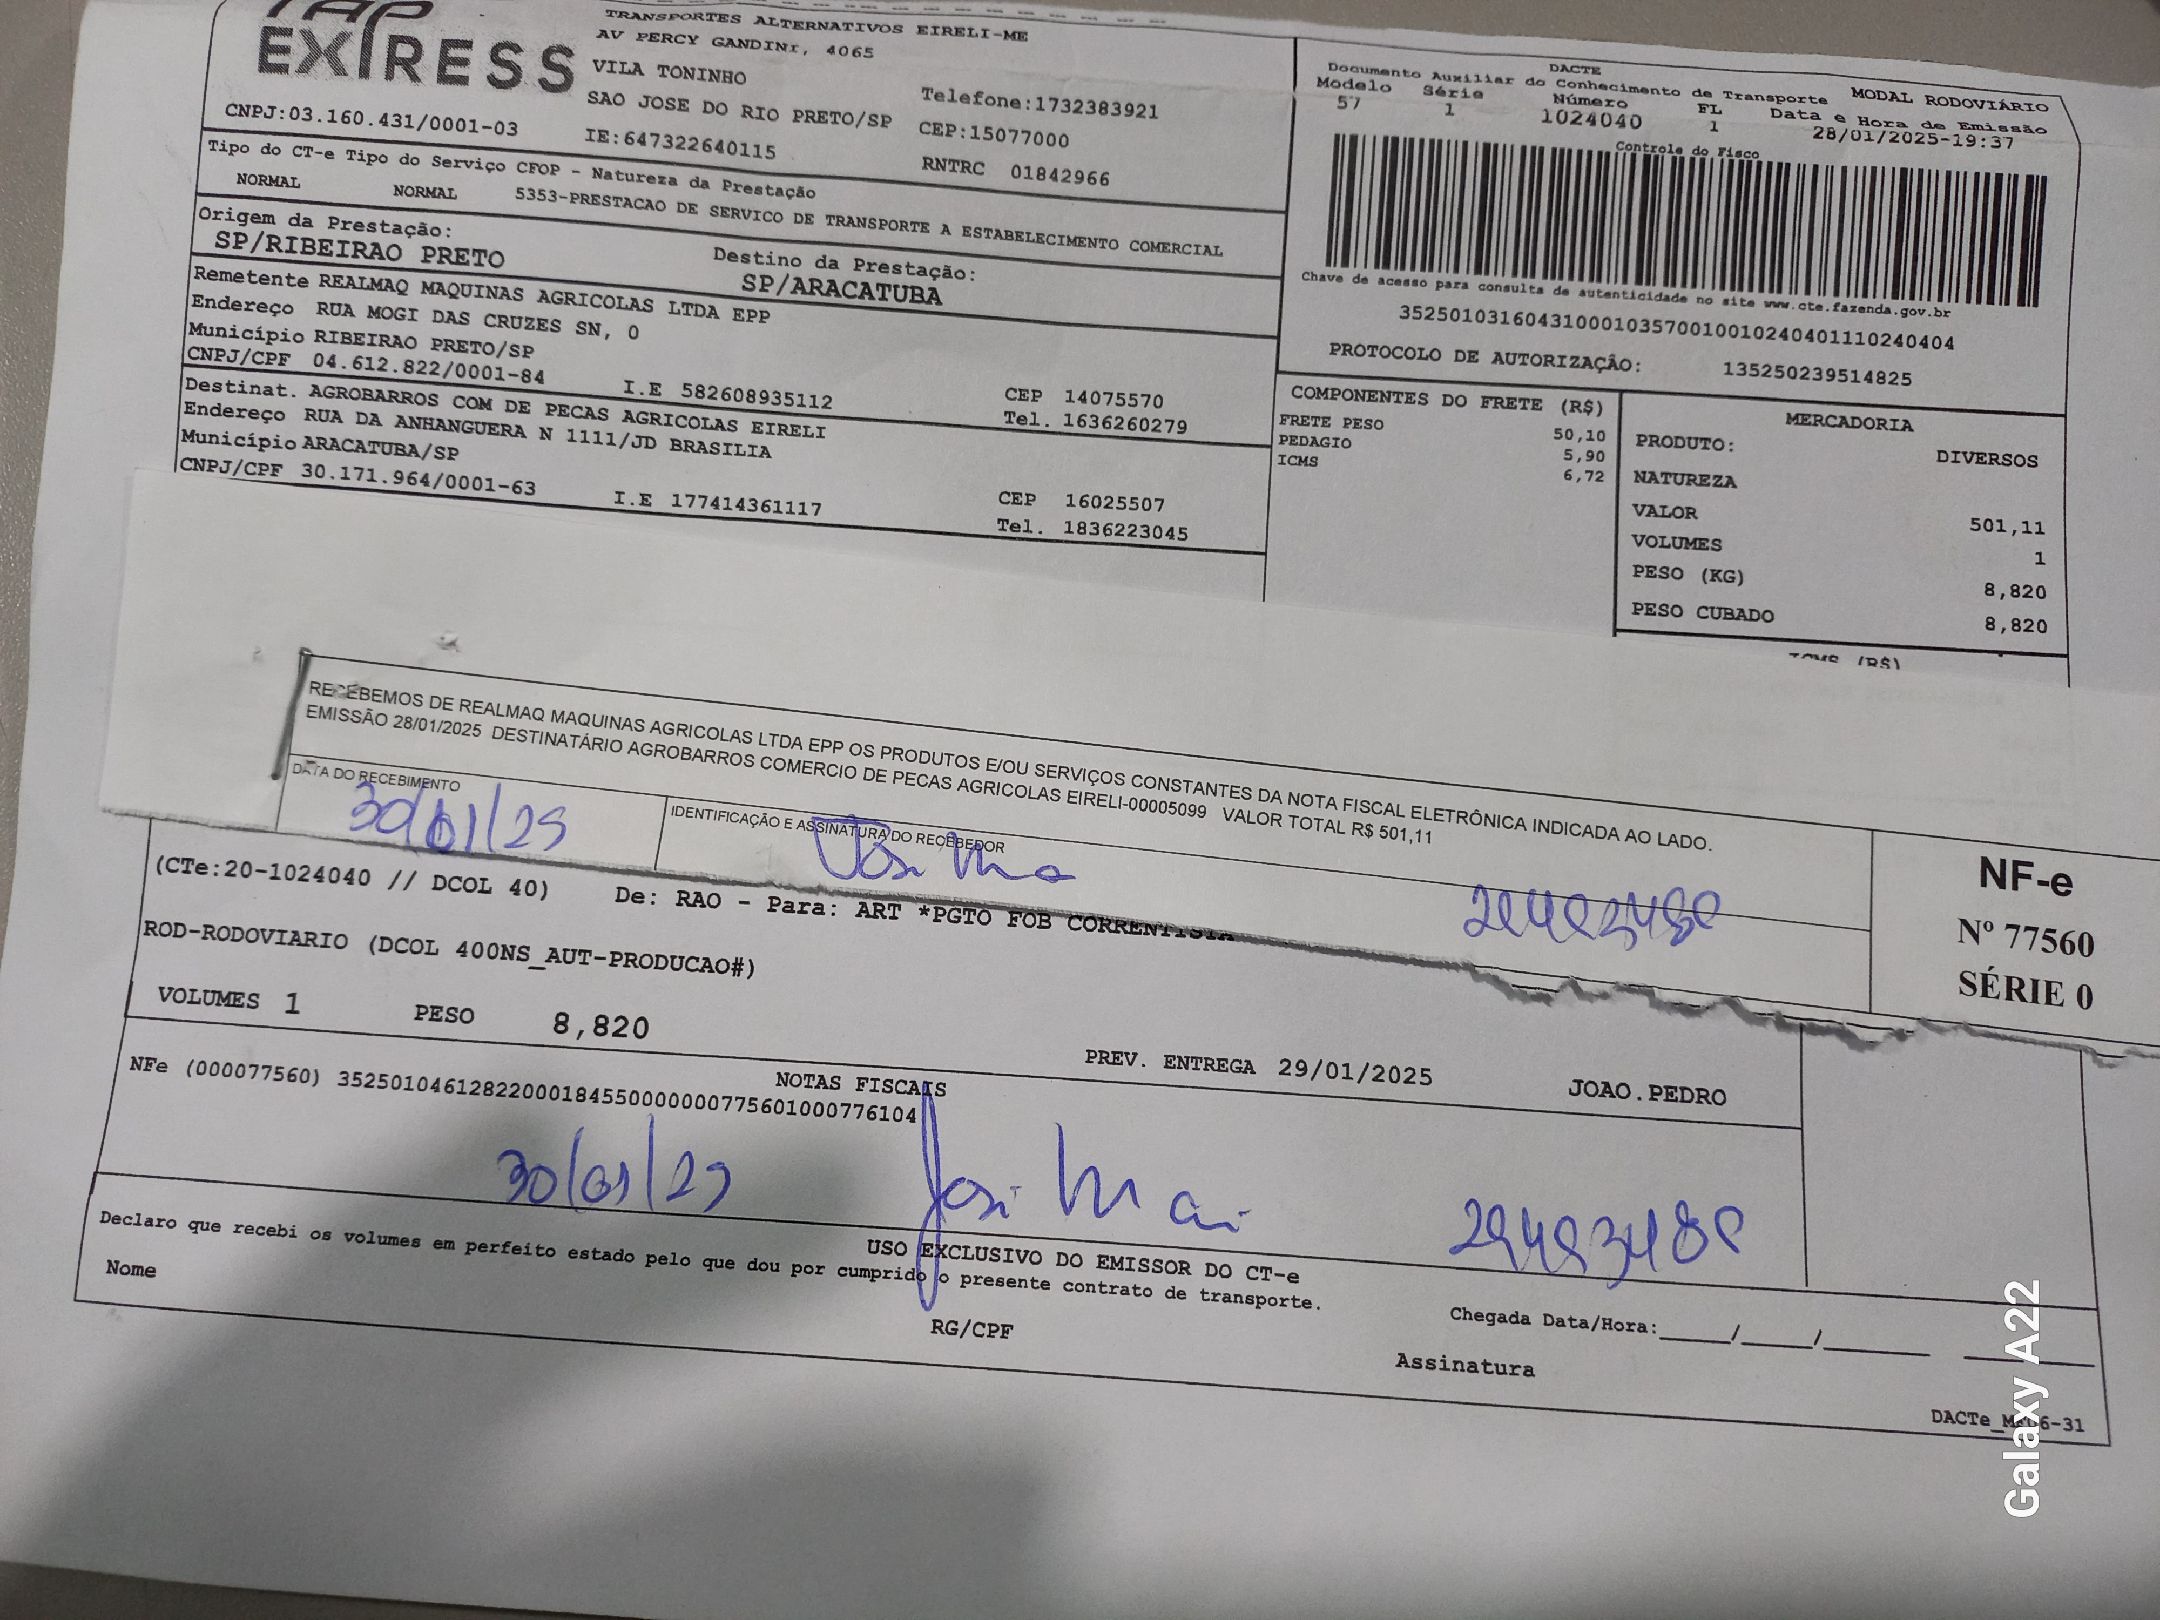 EXPRESS
TRANSPORTES ALTERNATIVOS EIRELI-ME
AV PERCY GANDINI, 4065
VILA TONINHO
SAO JOSE DO RIO PRETO/SP
Telefone:1732383921
CEP:15077000
CNPJ:03.160.431/0001-03
IE:647322640115
RNTRC 01842966
DACTE
Documento Auxiliar do Conhecimento de Transporte
MODAL RODOVIÁRIO
Modelo Série Número FL Data e Hora de Emissão
57 1 1024040 1 28/01/2025-19:37
Controle do Fisco
Chave de acesso para consulta de autenticidade no site www.cte.fazenda.gov.br
35250103160431000103570010010240401110240404
PROTOCOLO DE AUTORIZAÇÃO: 135250239514825
Tipo do CT-e Tipo do Serviço CFOP - Natureza da Prestação
NORMAL NORMAL 5353-PRESTACAO DE SERVICO DE TRANSPORTE A ESTABELECIMENTO COMERCIAL
Origem da Prestação: Destino da Prestação:
SP/RIBEIRAO PRETO SP/ARACATUBA
Remetente REALMAQ MAQUINAS AGRICOLAS LTDA EPP
Endereço RUA MOGI DAS CRUZES SN, 0
Município RIBEIRAO PRETO/SP CEP 14075570
CNPJ/CPF 04.612.822/0001-84 I.E 582608935112 Tel. 1636260279
Destinat. AGROBARROS COM DE PECAS AGRICOLAS EIRELI
Endereço RUA DA ANHANGUERA N 1111/JD BRASILIA
Município ARACATUBA/SP CEP 16025507
CNPJ/CPF 30.171.964/0001-63 I.E 177414361117 Tel. 1836223045
COMPONENTES DO FRETE (R$)
FRETE PESO 50,10
PEDAGIO 5,90
ICMS 6,72
MERCADORIA
PRODUTO: DIVERSOS
NATUREZA
VALOR 501,11
VOLUMES 1
PESO (KG) 8,820
PESO CUBADO 8,820
ICMS (R$)
RECEBEMOS DE REALMAQ MAQUINAS AGRICOLAS LTDA EPP OS PRODUTOS E/OU SERVIÇOS CONSTANTES DA NOTA FISCAL ELETRÔNICA INDICADA AO LADO.
EMISSÃO 28/01/2025 DESTINATÁRIO AGROBARROS COMERCIO DE PECAS AGRICOLAS EIRELI-00005099 VALOR TOTAL R$ 501,11
DATA DO RECEBIMENTO
30/01/25
IDENTIFICAÇÃO E ASSINATURA DO RECEBEDOR
NF-e
Nº 77560
SÉRIE 0
(CTe:20-1024040 // DCOL 40) De: RAO - Para: ART *PGTO FOB CORRENTISTA
ROD-RODOVIARIO (DCOL 400NS_AUT-PRODUCAO#)
VOLUMES 1 PESO 8,820
PREV. ENTREGA 29/01/2025 JOAO.PEDRO
NOTAS FISCAIS
NFe (000077560) 35250104612822000184550000000775601000776104
30/01/25
USO EXCLUSIVO DO EMISSOR DO CT-e
Declaro que recebi os volumes em perfeito estado pelo que dou por cumprido o presente contrato de transporte.
Nome RG/CPF
Chegada Data/Hora:____/____/____ ____
Assinatura
Galaxy A22